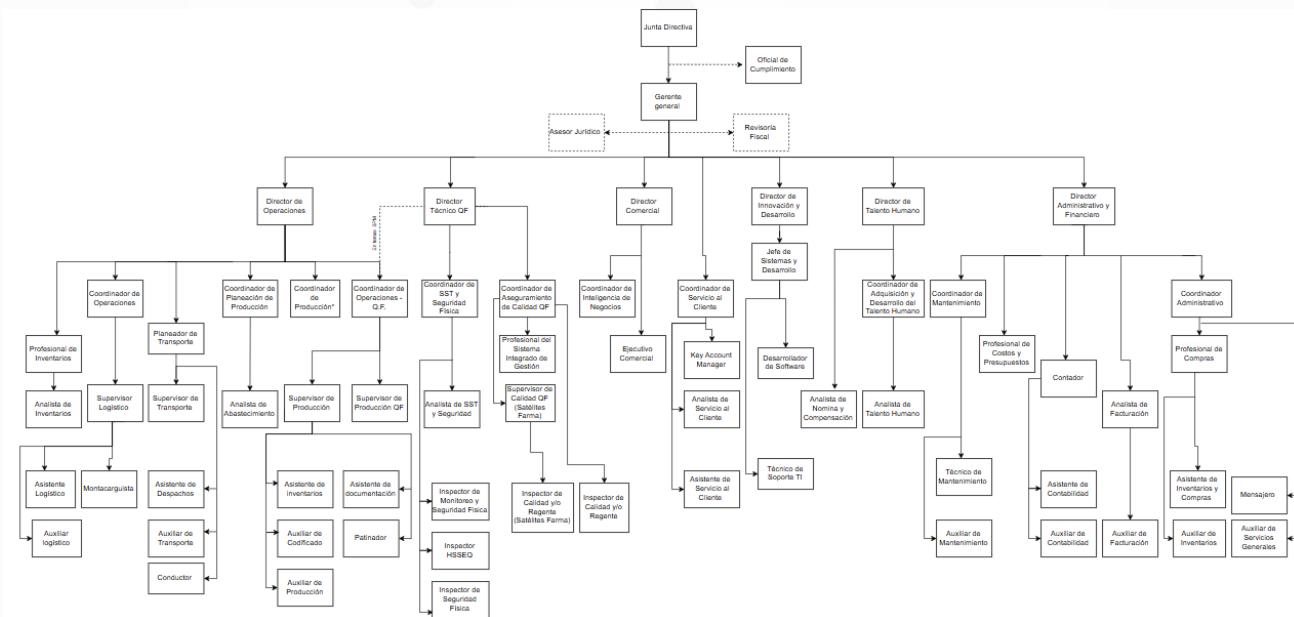 Junta Directiva
Oficial de
Cumplimiento
Gerente
general
Asesor Jurídico
Revisoría
Fiscal
Director de
Operaciones
Director
Técnico QF
Director
Comercial
Director de
Innovación y
Desarrollo
Director de
Talento Humano
Director
Administrativo y
Financiero
En temas BPM
Jefe de
Sistemas y
Desarrollo
Coordinador de
Operaciones
Coordinador de
Planeación de
Producción
Coordinador
de
Producción*
Coordinador de
Operaciones -
Q.F.
Coordinador de
SST y
Seguridad
Física
Coordinador de
Aseguramiento
de Calidad QF
Coordinador de
Inteligencia de
Negocios
Coordinador de
Servicio al
Cliente
Coordinador de
Adquisición y
Desarrollo del
Talento Humano
Coordinador de
Mantenimiento
Coordinador
Administrativo
Profesional de
Inventarios
Planeador de
Transporte
Profesional del
Sistema
Integrado de
Gestión
Ejecutivo
Comercial
Key Account
Manager
Desarrollador
de Software
Profesional de
Costos y
Presupuestos
Contador
Profesional de
Compras
Analista de
Inventarios
Supervisor
Logístico
Supervisor de
Transporte
Analista de
Abastecimiento
Supervisor de
Producción
Supervisor de
Producción QF
Analista de SST
y Seguridad
Supervisor de
Calidad QF
(Satélites
Farma)
Analista de
Servicio al
Cliente
Analista de
Nomina y
Compensación
Analista de
Talento Humano
Analista de
Facturación
Asistente
Logístico
Montacarguista
Asistente de
Despachos
Asistente de
inventarios
Asistente de
documentación
Inspector de
Monitoreo y
Seguridad Física
Inspector de
Calidad y/o
Regente
(Satélites Farma)
Inspector de
Calidad y/o
Regente
Asistente de
Servicio al
Cliente
Técnico de
Soporte TI
Técnico de
Mantenimiento
Asistente de
Contabilidad
Asistente de
Inventarios y
Compras
Mensajero
Auxiliar
logístico
Auxiliar de
Transporte
Auxiliar de
Codificado
Patinador
Inspector
HSSEQ
Auxiliar de
Mantenimiento
Auxiliar de
Contabilidad
Auxiliar de
Facturación
Auxiliar de
Inventarios
Auxiliar de
Servicios
Generales
Conductor
Auxiliar de
Producción
Inspector de
Seguridad
Física